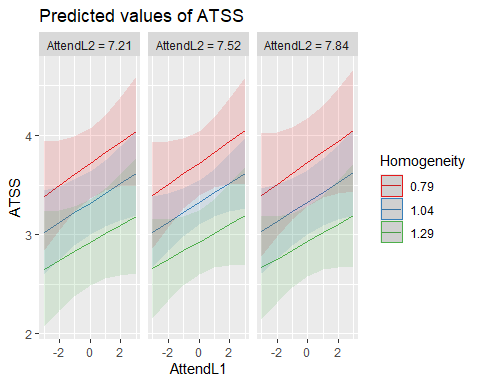 Predicted values of ATSS
AttendL2 = 7.21 AttendL2 = 7.52 AttendL2 = 7.84
ATSS
4
3
2
-2 0 2 -2 0 2 -2 0 2
AttendL1
Homogeneity
0.79
1.04
1.29